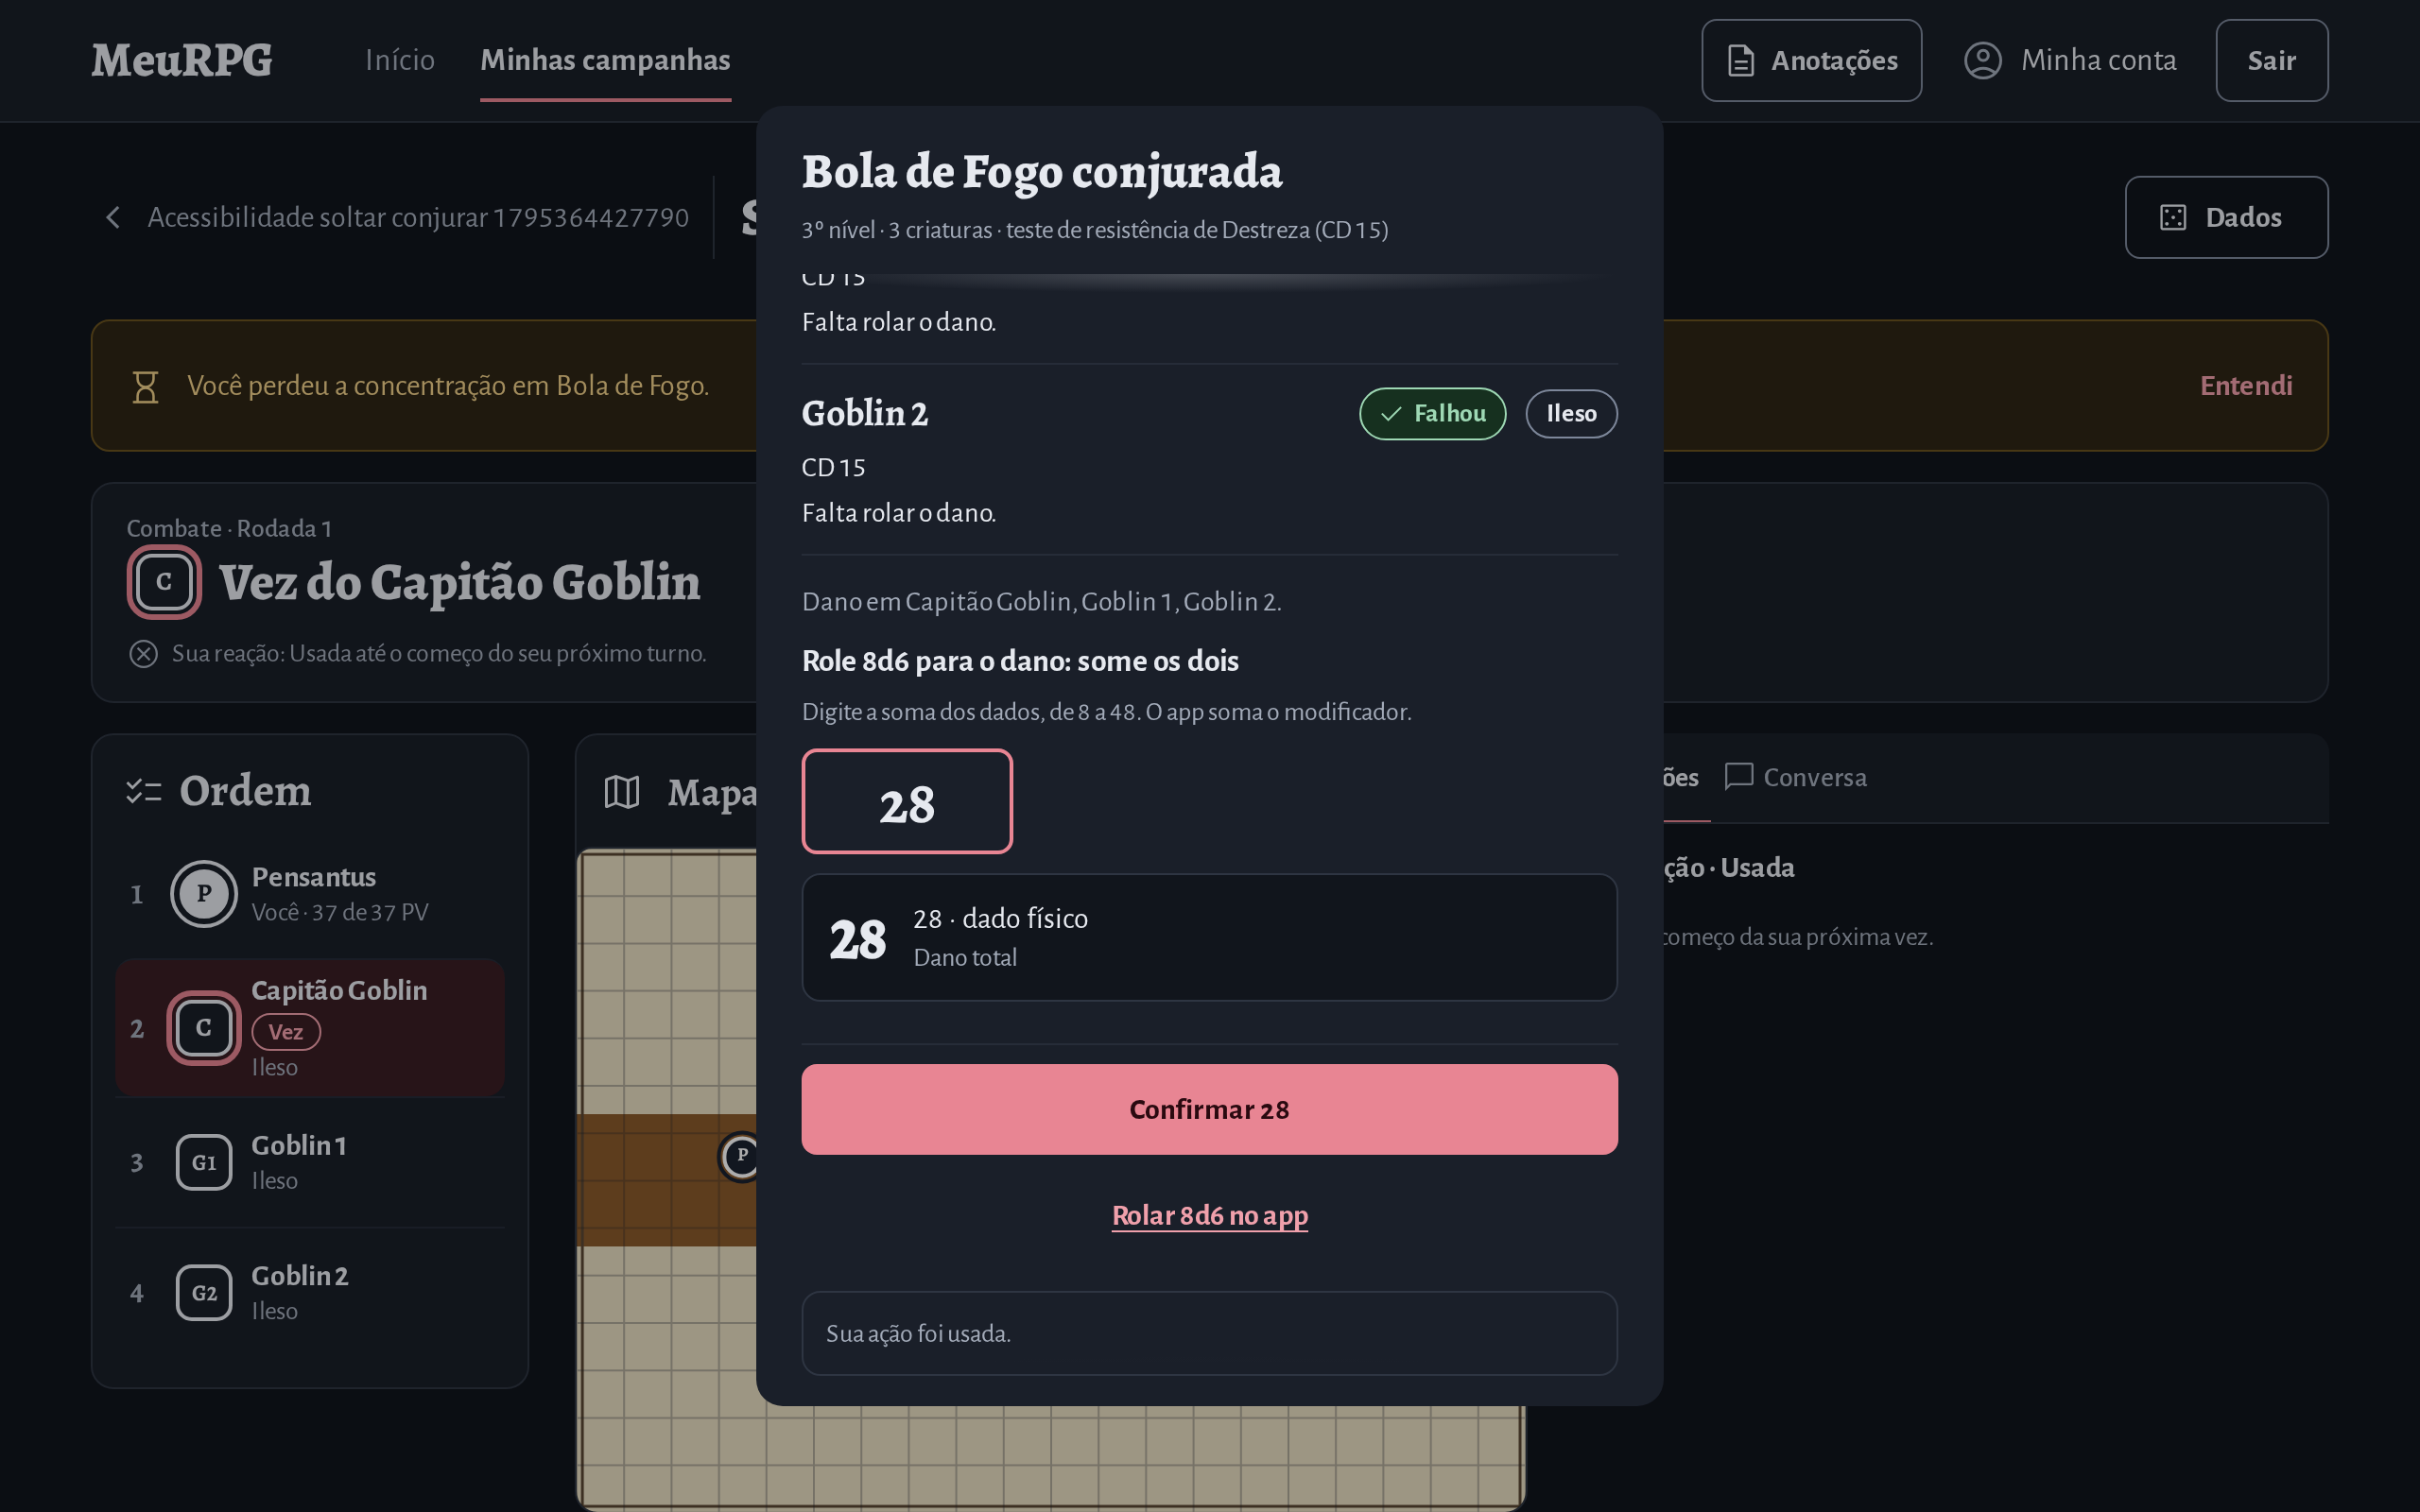 MeuRPG
Início
Minhas campanhas
Anotações
Minha conta
Sair
Acessibilidade soltar conjurar 1795364427790
S
Dados
Você perdeu a concentração em Bola de Fogo.
Entendi
Combate · Rodada 1
C
Vez do Capitão Goblin
Sua reação: Usada até o começo do seu próximo turno.
Ordem
1
P
Pensantus
Você · 37 de 37 PV
2
C
Capitão Goblin
Vez
Ileso
3
G1
Goblin 1
Ileso
4
G2
Goblin 2
Ileso
Mapa
P
Bola de Fogo conjurada
3º nível · 3 criaturas · teste de resistência de Destreza (CD 15)
CD 15
Falta rolar o dano.
Goblin 2
Falhou
Ileso
CD 15
Falta rolar o dano.
Dano em Capitão Goblin, Goblin 1, Goblin 2.
Role 8d6 para o dano: some os dois
Digite a soma dos dados, de 8 a 48. O app soma o modificador.
28
28
28 · dado físico
Dano total
Confirmar 28
Rolar 8d6 no app
Sua ação foi usada.
ões
Conversa
ção · Usada
começo da sua próxima vez.